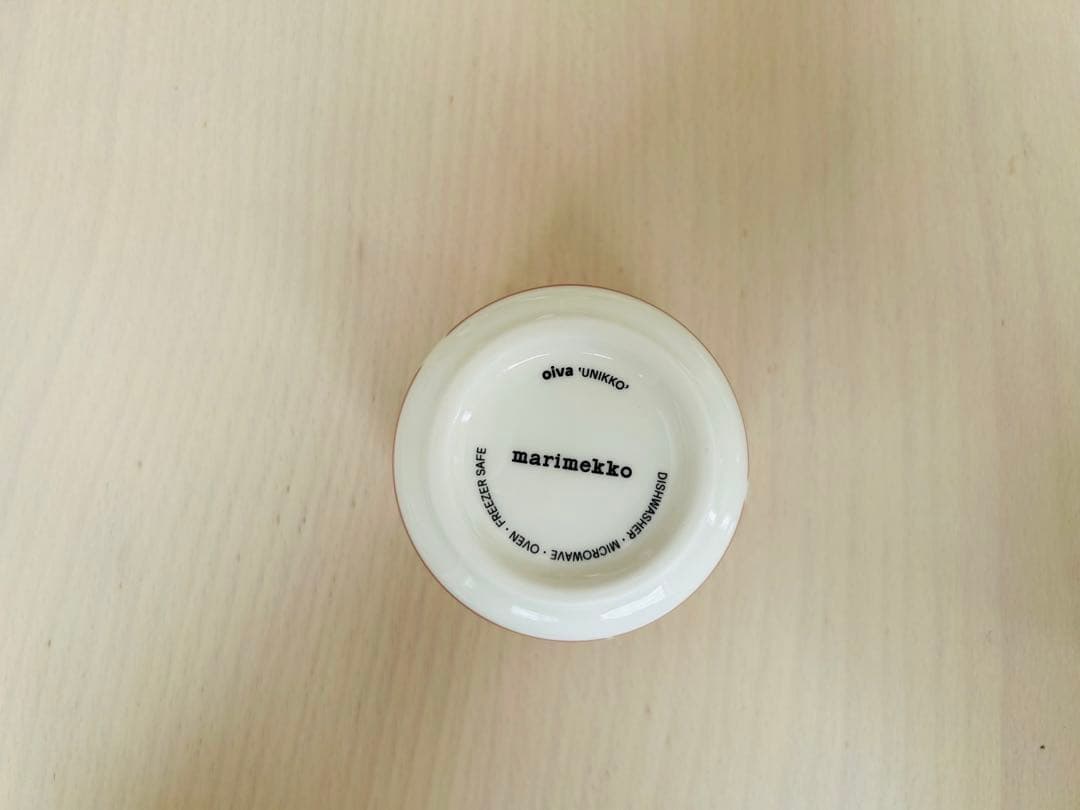 oiva 'UNIKKO'
marimekko
DISHWASHER · MICROWAVE · OVEN · FREEZER SAFE